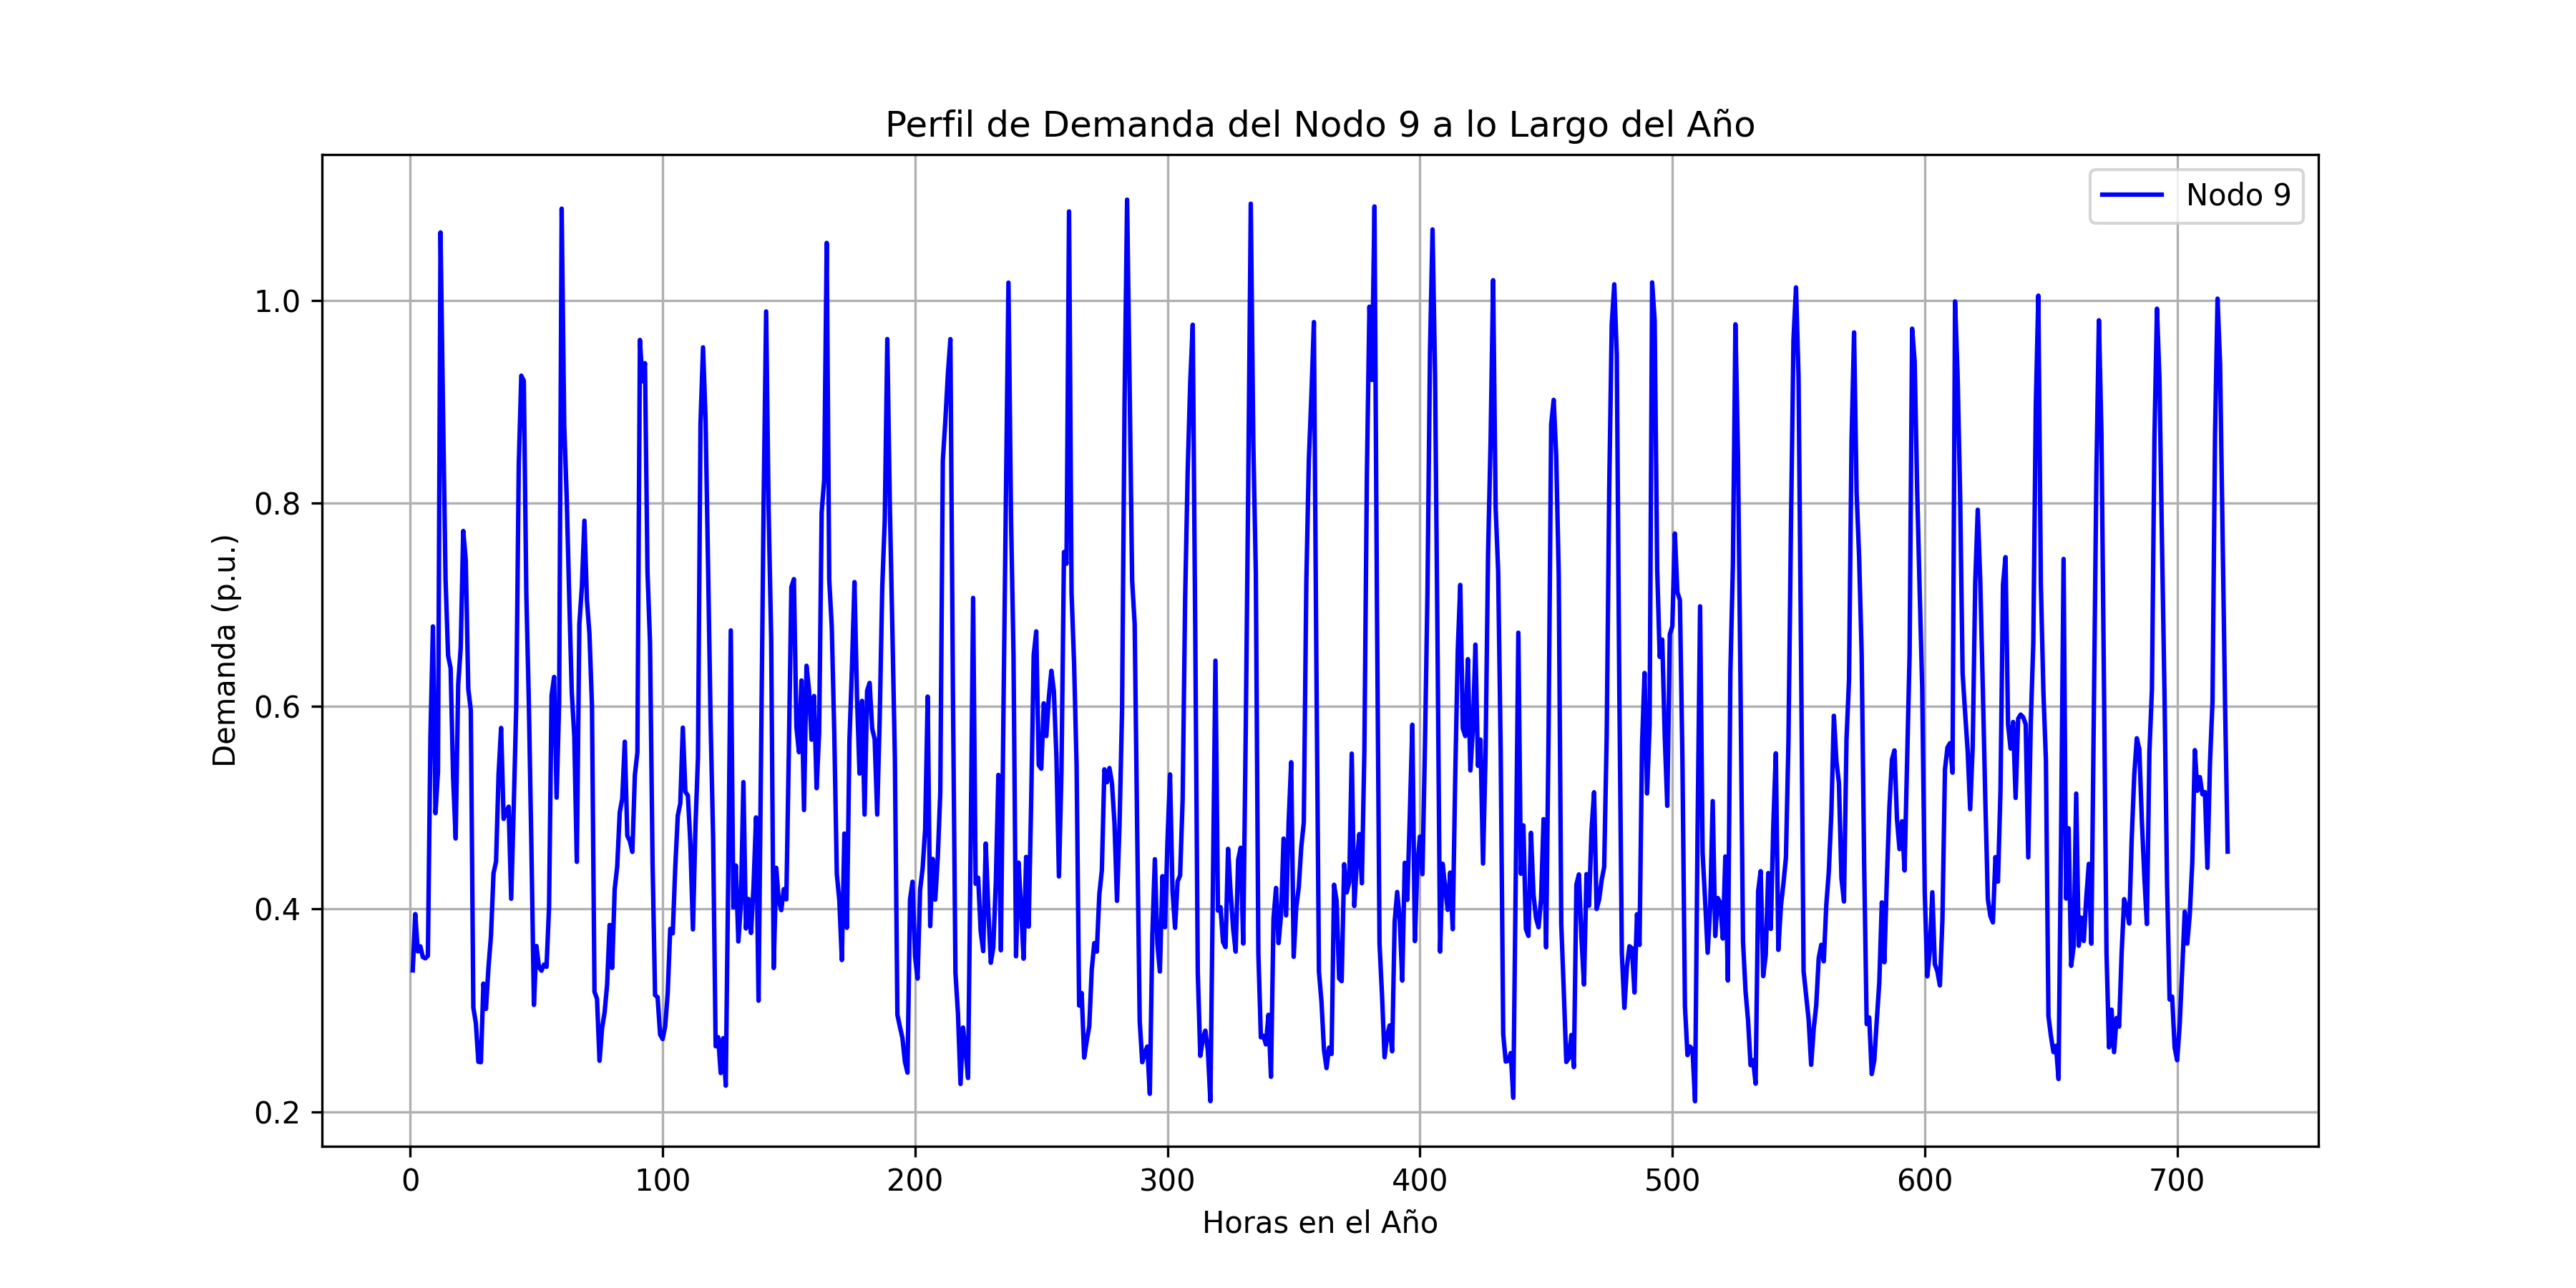 Perfil de Demanda del Nodo 9 a lo Largo del Año
Nodo 9
Demanda (p.u.)
1.0
0.8
0.6
0.4
0.2
0 100 200 300 400 500 600 700
Horas en el Año